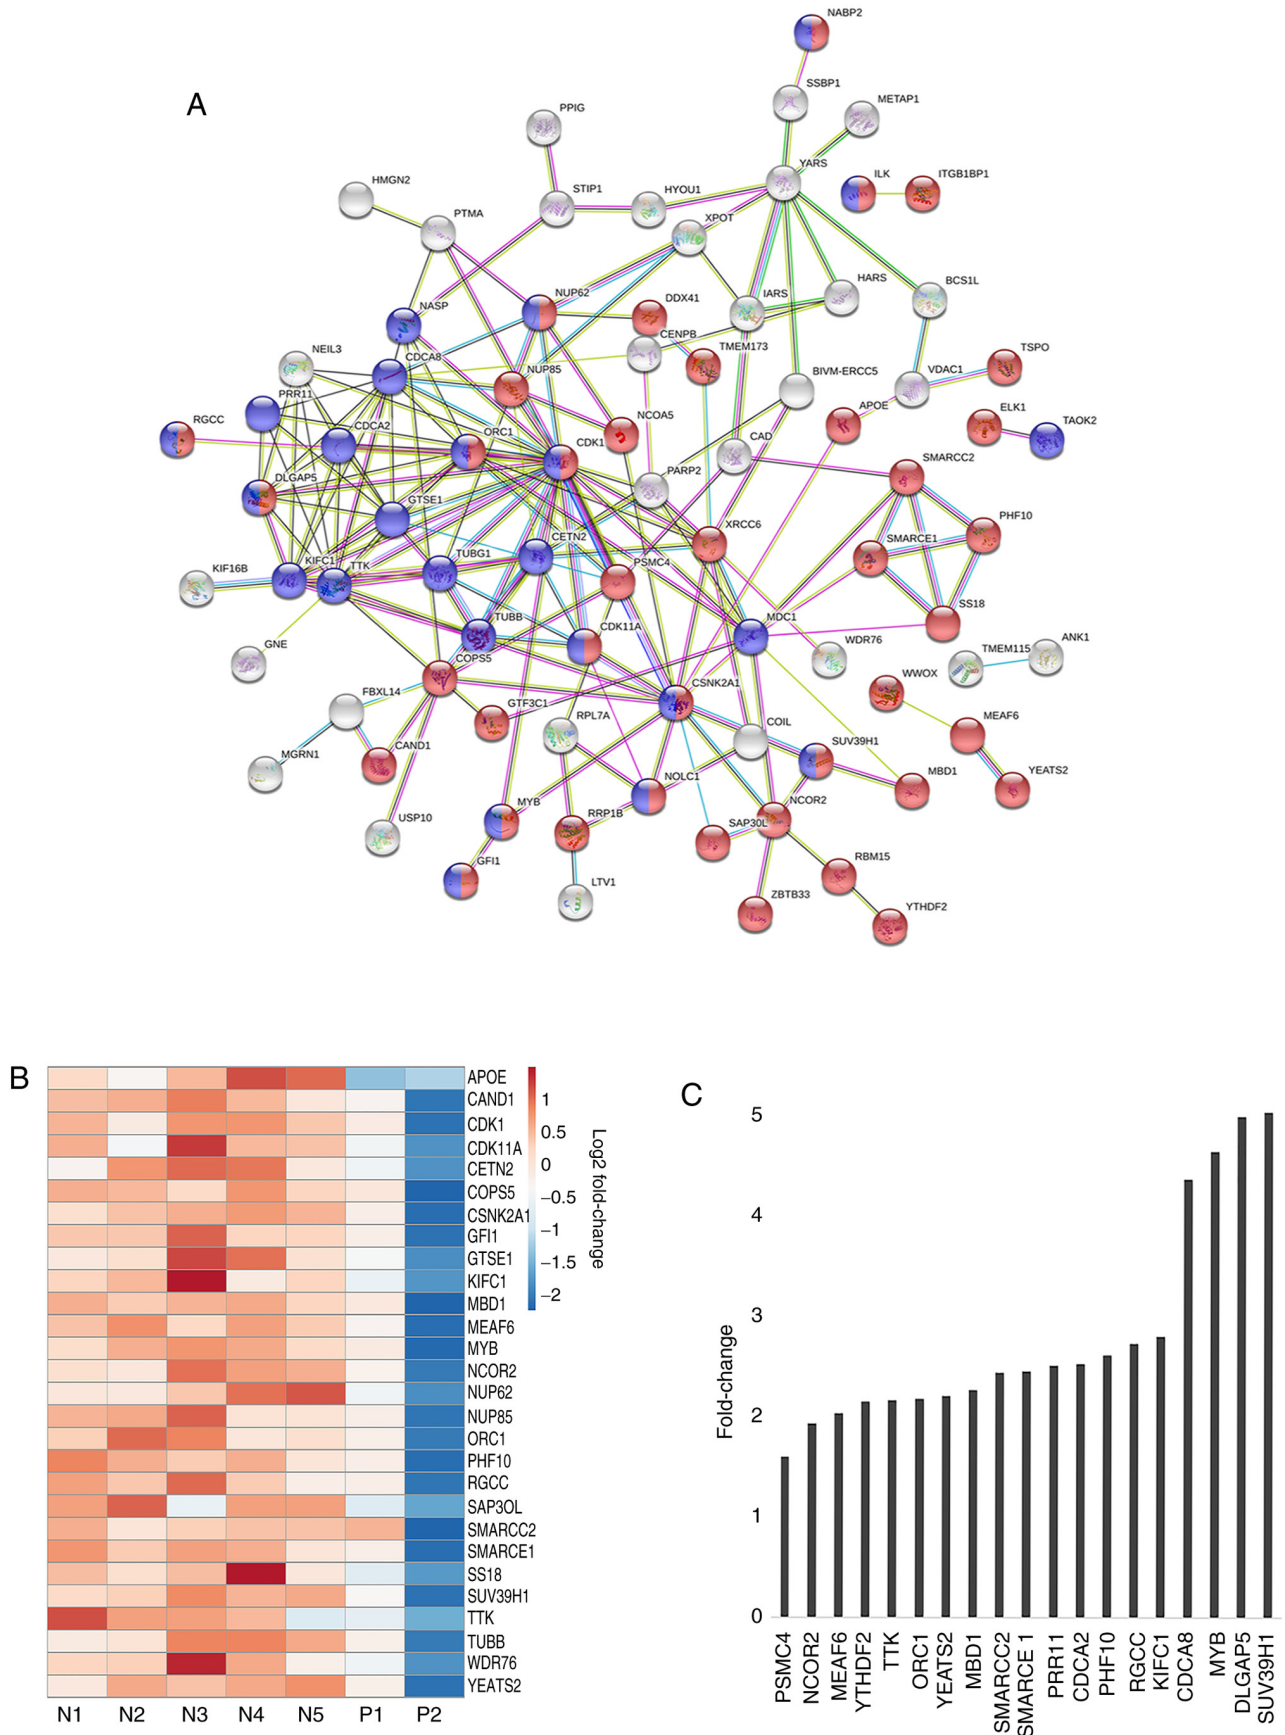 A
NABP2
SSBP1
METAP1
PPIG
YARS
ILK
ITGB1BP1
HMGN2
STIP1
HYOU1
PTMA
XPOT
HARS
BCS1L
IARS
NUP62
DDX41
NASP
CENPB
TMEM173
TSPO
NEIL3
CDCA8
NUP85
BIVM-ERCC5
VDAC1
PRR11
APOE
ELK1
TAOK2
RGCC
CDCA2
ORC1
NCOA5
CDK1
CAD
SMARCC2
DLGAP5
PARP2
GTSE1
XRCC6
PHF10
SMARCE1
CETN2
KIF16B
KIFC1
TTK
TUBG1
PSMC4
SS18
TUBB
MDC1
CDK11A
GNE
WDR76
TMEM115
ANK1
COPS5
WWOX
CSNK2A1
FBXL14
GTF3C1
RPL7A
COIL
MEAF6
SUV39H1
MGRN1
CAND1
NOLC1
MBD1
YEATS2
MYB
RRP1B
NCOR2
USP10
SAP30L
GFI1
RBM15
LTV1
ZBTB33
YTHDF2
B
APOE
CAND1
CDK1
CDK11A
CETN2
COPS5
CSNK2A1
GFI1
GTSE1
KIFC1
MBD1
MEAF6
MYB
NCOR2
NUP62
NUP85
ORC1
PHF10
RGCC
SAP3OL
SMARCC2
SMARCE1
SS18
SUV39H1
TTK
TUBB
WDR76
YEATS2
N1 N2 N3 N4 N5 P1 P2
1
0.5
0
−0.5
−1
−1.5
−2
Log2 fold-change
C
5
4
3
2
1
0
Fold-change
PSMC4
NCOR2
MEAF6
YTHDF2
TTK
ORC1
YEATS2
MBD1
SMARCC2
SMARCE 1
PRR11
CDCA2
PHF10
RGCC
KIFC1
CDCA8
MYB
DLGAP5
SUV39H1